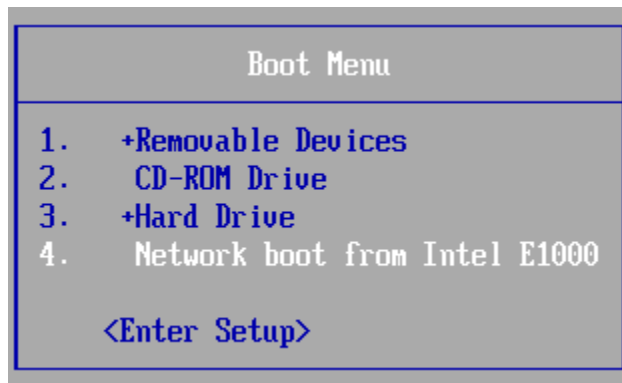 Boot Menu
1. +Removable Devices
2. CD-ROM Drive
3. +Hard Drive
4. Network boot from Intel E1000
<Enter Setup>